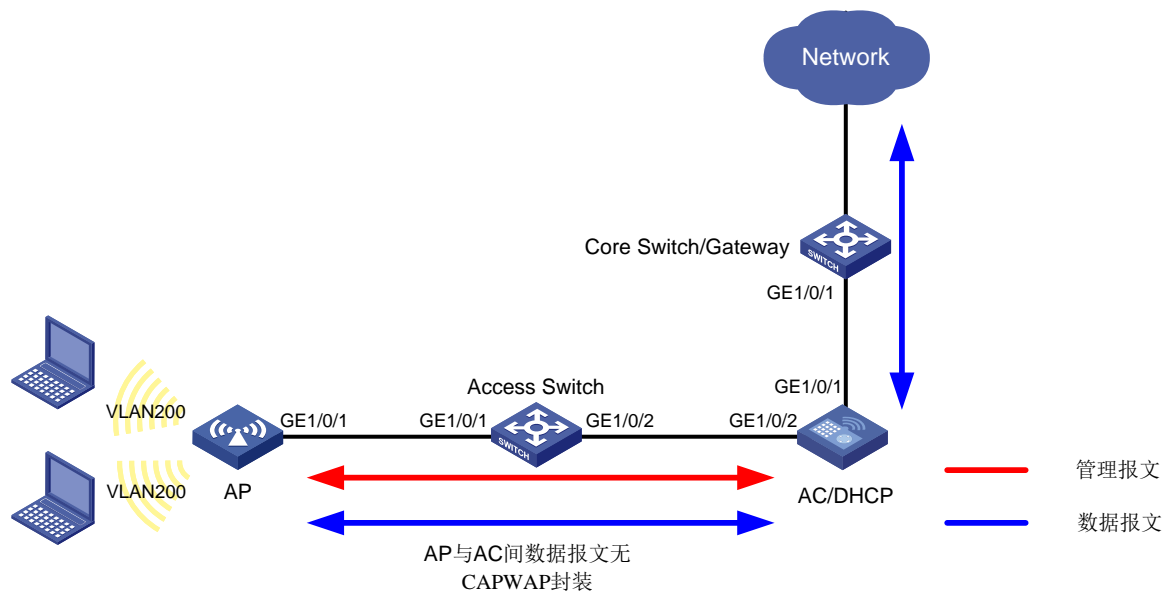 Network
Core Switch/Gateway
SWITCH
GE1/0/1
GE1/0/1
Access Switch
VLAN200
GE1/0/1
GE1/0/1
SWITCH
GE1/0/2
GE1/0/2
VLAN200
AP
AC/DHCP
管理报文
数据报文
AP与AC间数据报文无
CAPWAP封装